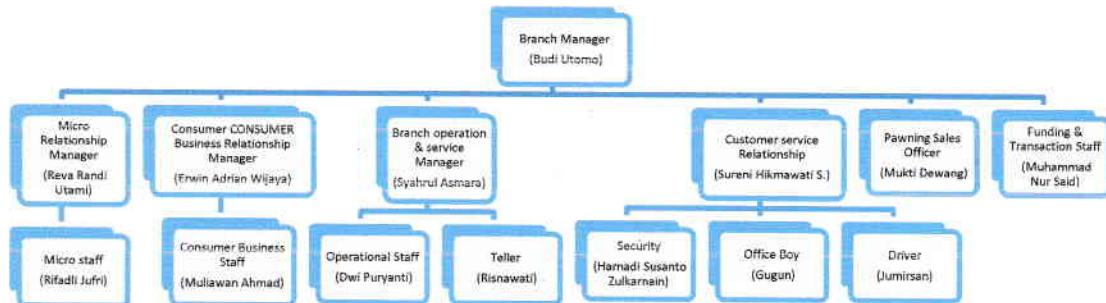 Branch Manager
(Budi Utomo)
Micro
Relationship
Manager
(Reva Randi
Utami)
Consumer CONSUMER
Business Relationship
Manager
(Erwin Adrian Wijaya)
Branch operation
& service
Manager
(Syahrul Asmara)
Customer service
Relationship
(Sureni Hikmawati S.)
Pawning Sales
Officer
(Mukti Dewang)
Funding &
Transaction Staff
(Muhammad
Nur Said)
Micro staff
(Rifadli Jufri)
Consumer Business
Staff
(Muliawan Ahmad)
Operational Staff
(Dwi Puryanti)
Teller
(Risnawati)
Security
(Hamadi Susanto
Zulkarnain)
Office Boy
(Gugun)
Driver
(Jumirsan)